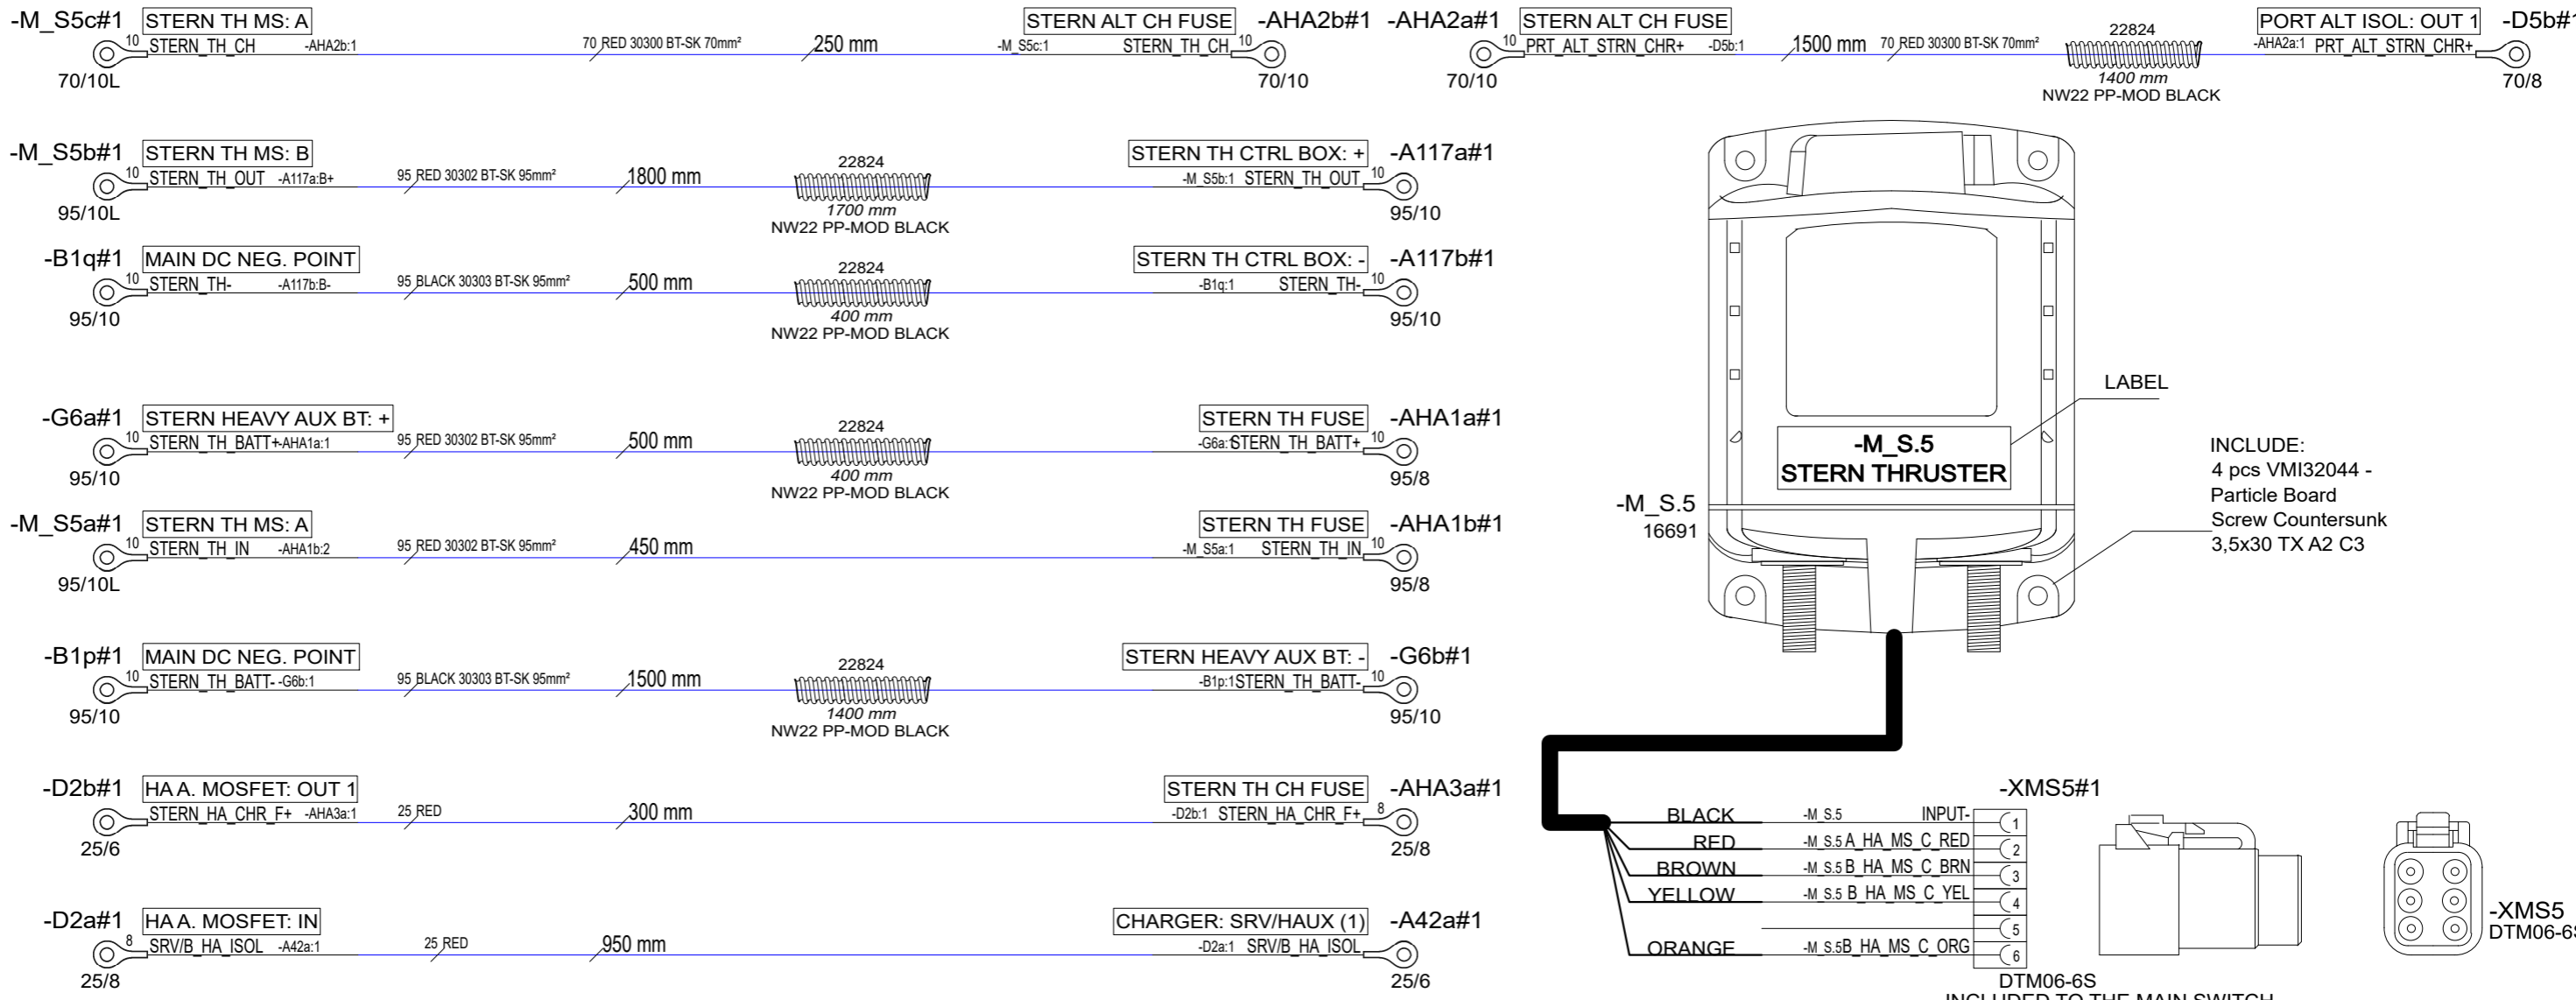 -M_S5c#1 STERN TH MS: A STERN ALT CH FUSE -AHA2b#1 -AHA2a#1 STERN ALT CH FUSE PORT ALT ISOL: OUT 1 -D5b#1
10 STERN_TH_CH -AHA2b:1 70 RED 30300 BT-SK 70mm² 250 mm -M_S5c:1 STERN_TH_CH 10 10 PRT_ALT_STRN_CHR+ -D5b:1 1500 mm 70 RED 30300 BT-SK 70mm² 22824 -AHA2a:1 PRT_ALT_STRN_CHR+
70/10L 70/10 70/10 1400 mm 70/8
NW22 PP-MOD BLACK
-M_S5b#1 STERN TH MS: B 22824 STERN TH CTRL BOX: + -A117a#1
10 STERN_TH_OUT -A117a:B+ 95 RED 30302 BT-SK 95mm² 1800 mm -M_S5b:1 STERN_TH_OUT 10
95/10L 1700 mm 95/10
NW22 PP-MOD BLACK
-B1q#1 MAIN DC NEG. POINT 22824 STERN TH CTRL BOX: - -A117b#1
10 STERN_TH- -A117b:B- 95 BLACK 30303 BT-SK 95mm² 500 mm -B1q:1 STERN_TH- 10
95/10 400 mm 95/10
NW22 PP-MOD BLACK
-G6a#1 STERN HEAVY AUX BT: + 22824 STERN TH FUSE -AHA1a#1
10 STERN_TH_BATT+ -AHA1a:1 95 RED 30302 BT-SK 95mm² 500 mm -G6a:1 STERN_TH_BATT+ 10
95/10 400 mm 95/8
NW22 PP-MOD BLACK
-M_S5a#1 STERN TH MS: A STERN TH FUSE -AHA1b#1
10 STERN_TH_IN -AHA1b:2 95 RED 30302 BT-SK 95mm² 450 mm -M_S5a:1 STERN_TH_IN 10
95/10L 95/8
-B1p#1 MAIN DC NEG. POINT 22824 STERN HEAVY AUX BT: - -G6b#1
10 STERN_TH_BATT- -G6b:1 95 BLACK 30303 BT-SK 95mm² 1500 mm -B1p:1 STERN_TH_BATT- 10
95/10 1400 mm 95/10
NW22 PP-MOD BLACK
-D2b#1 HA A. MOSFET: OUT 1 STERN TH CH FUSE -AHA3a#1
10 STERN_HA_CHR_F+ -AHA3a:1 25 RED 300 mm -D2b:1 STERN_HA_CHR_F+ 8
25/6 25/8
-D2a#1 HA A. MOSFET: IN CHARGER: SRV/HAUX (1) -A42a#1
8 SRV/B_HA_ISOL -A42a:1 25 RED 950 mm -D2a:1 SRV/B_HA_ISOL
25/8 25/6
LABEL
-M_S.5
STERN THRUSTER
-M_S.5
16691
INCLUDE:
4 pcs VMI32044 -
Particle Board
Screw Countersunk
3,5x30 TX A2 C3
-XMS5#1
BLACK -M_S.5 INPUT- 1
RED -M_S.5 A_HA_MS_C_RED 2
BROWN -M_S.5 B_HA_MS_C_BRN 3
YELLOW -M_S.5 B_HA_MS_C_YEL 4
5
ORANGE -M_S.5 B_HA_MS_C_ORG 6
DTM06-6S
INCLUDED TO THE MAIN SWITCH
-XMS5
DTM06-6S